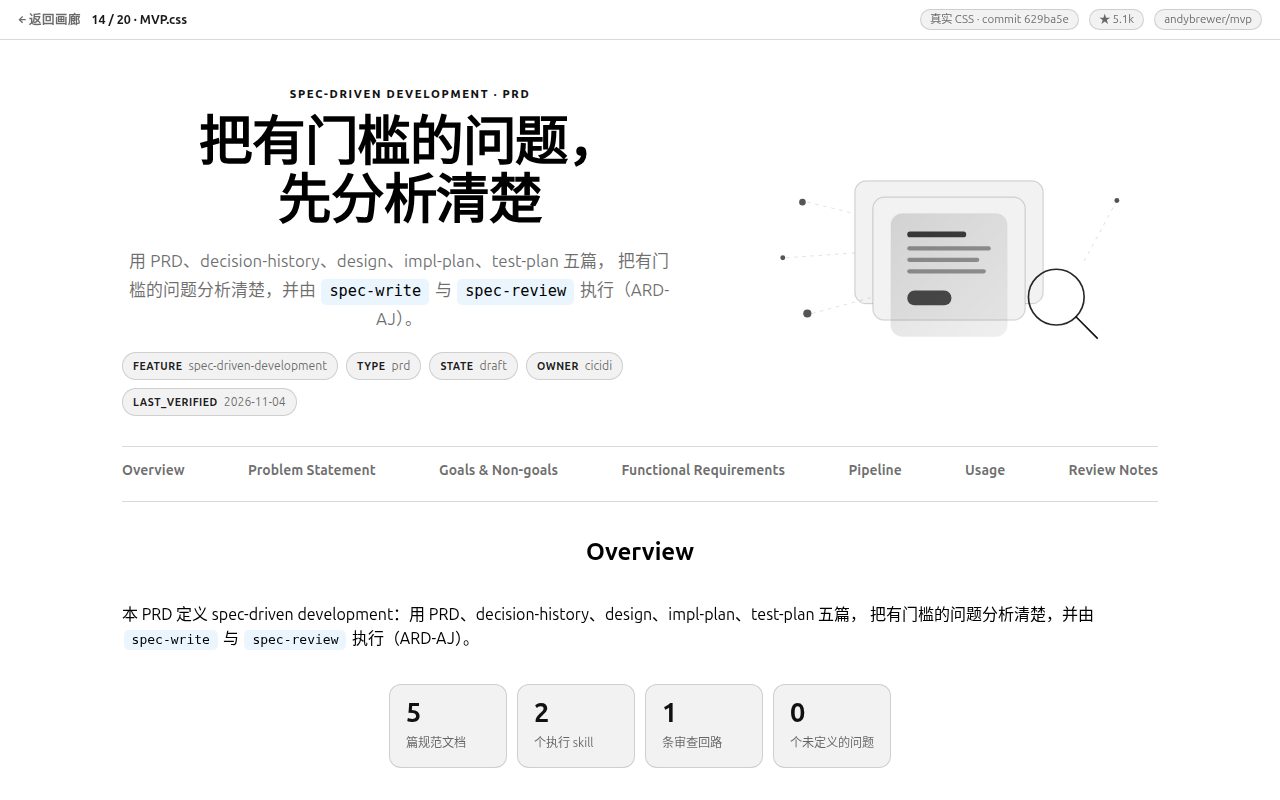 ← 返回画廊 14 / 20 · MVP.css
真实 CSS · commit 629ba5e
★ 5.1k
andybrewer/mvp
SPEC-DRIVEN DEVELOPMENT · PRD
把有门槛的问题，
先分析清楚
用 PRD、decision-history、design、impl-plan、test-plan 五篇， 把有门
槛的问题分析清楚，并由 spec-write 与 spec-review 执行（ARD-
AJ）。
FEATURE spec-driven-development
TYPE prd
STATE draft
OWNER cicidi
LAST_VERIFIED 2026-11-04
Overview
Problem Statement
Goals & Non-goals
Functional Requirements
Pipeline
Usage
Review Notes
Overview
本 PRD 定义 spec-driven development：用 PRD、decision-history、design、impl-plan、test-plan 五篇， 把有门槛的问题分析清楚，并由
spec-write 与 spec-review 执行（ARD-AJ）。
5
篇规范文档
2
个执行 skill
1
条审查回路
0
个未定义的问题